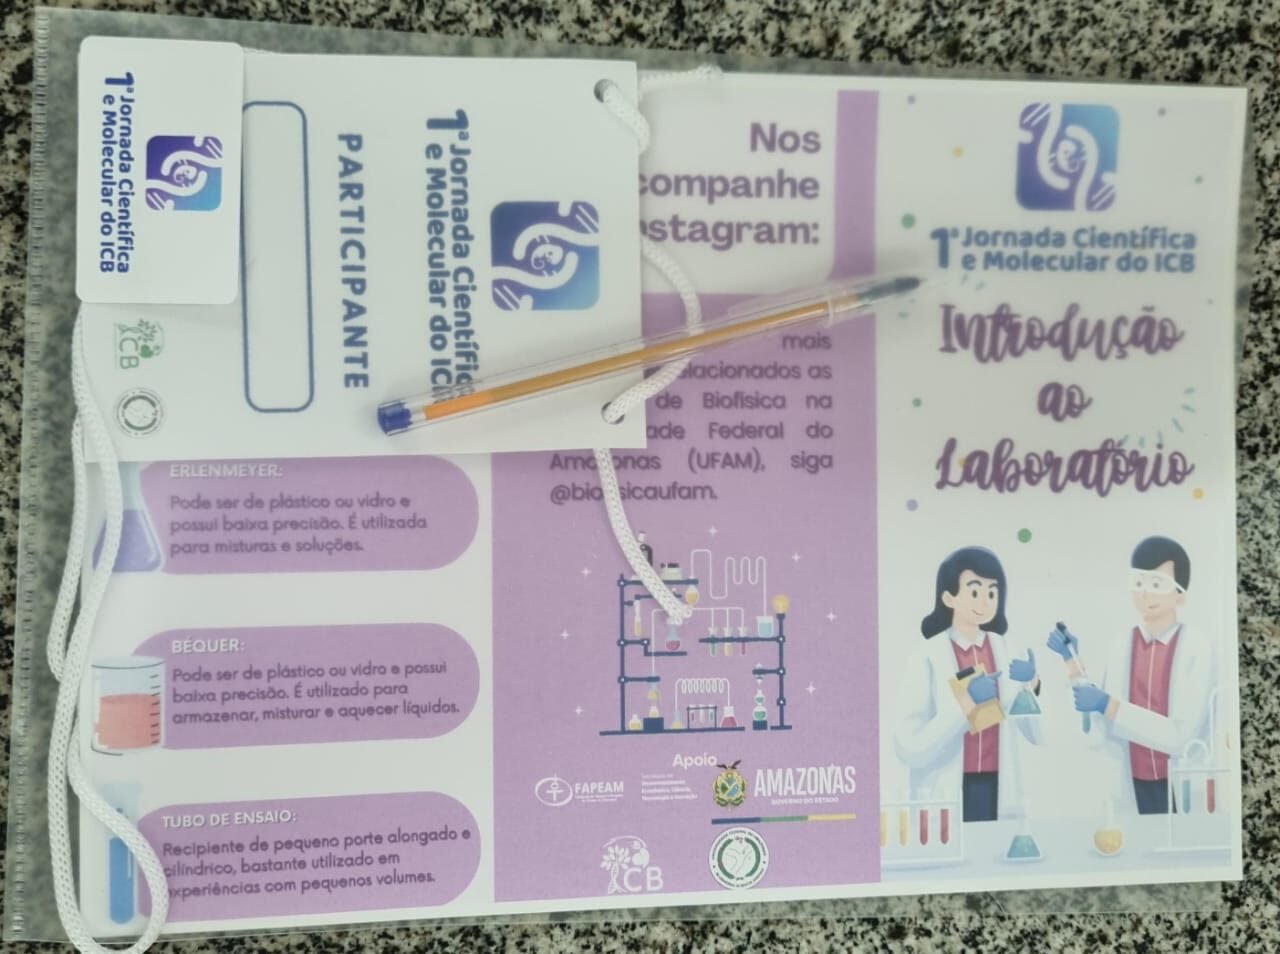 1ª Jornada Científica
e Molecular do ICB
PARTICIPANTE
1ª Jornada Científica
e Molecular do IC
ICB
Nos
companhe
stagram:
mais
elacionados as
de Biofísica na
ade Federal do
Amazonas (UFAM), siga
@biofisicaufam.
Apoio
FAPEAM
AMAZONAS
GOVERNO DO ESTADO
ICB
1ª Jornada Científica
e Molecular do ICB
Introdução
ao
Laboratório
ERLENMEYER:
Pode ser de plástico ou vidro e
possui baixa precisão. É utilizada
para misturas e soluções.
BÉQUER:
Pode ser de plástico ou vidro e possui
baixa precisão. É utilizado para
armazenar, misturar e aquecer líquidos.
TUBO DE ENSAIO:
Recipiente de pequeno porte alongado e
cilíndrico, bastante utilizado em
experiências com pequenos volumes.